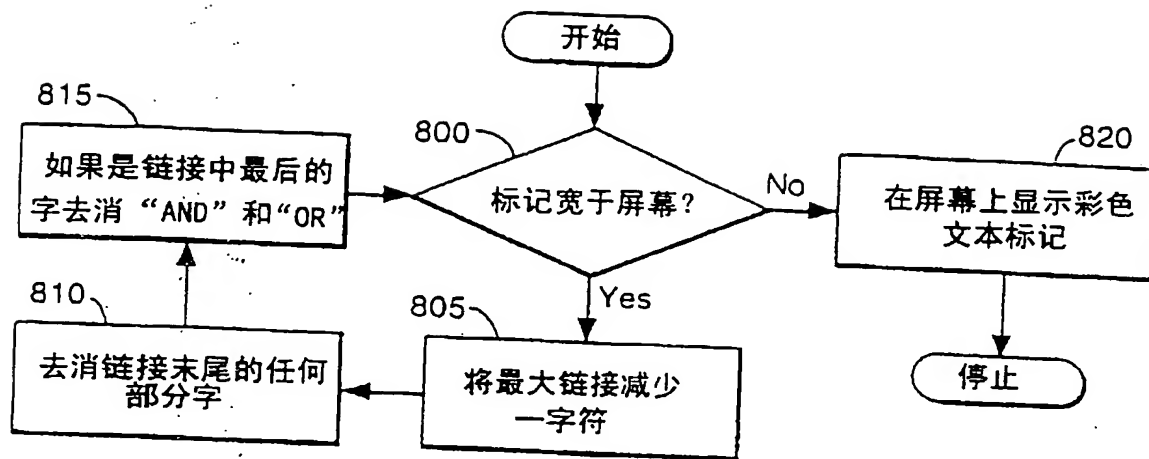 开始
815
800
820
如果是链接中最后的
字去消 “AND” 和“OR”
标记宽于屏幕?
No
在屏幕上显示彩色
文本标记
Yes
810
805
去消链接末尾的任何
部分字
将最大链接减少
一字符
停止